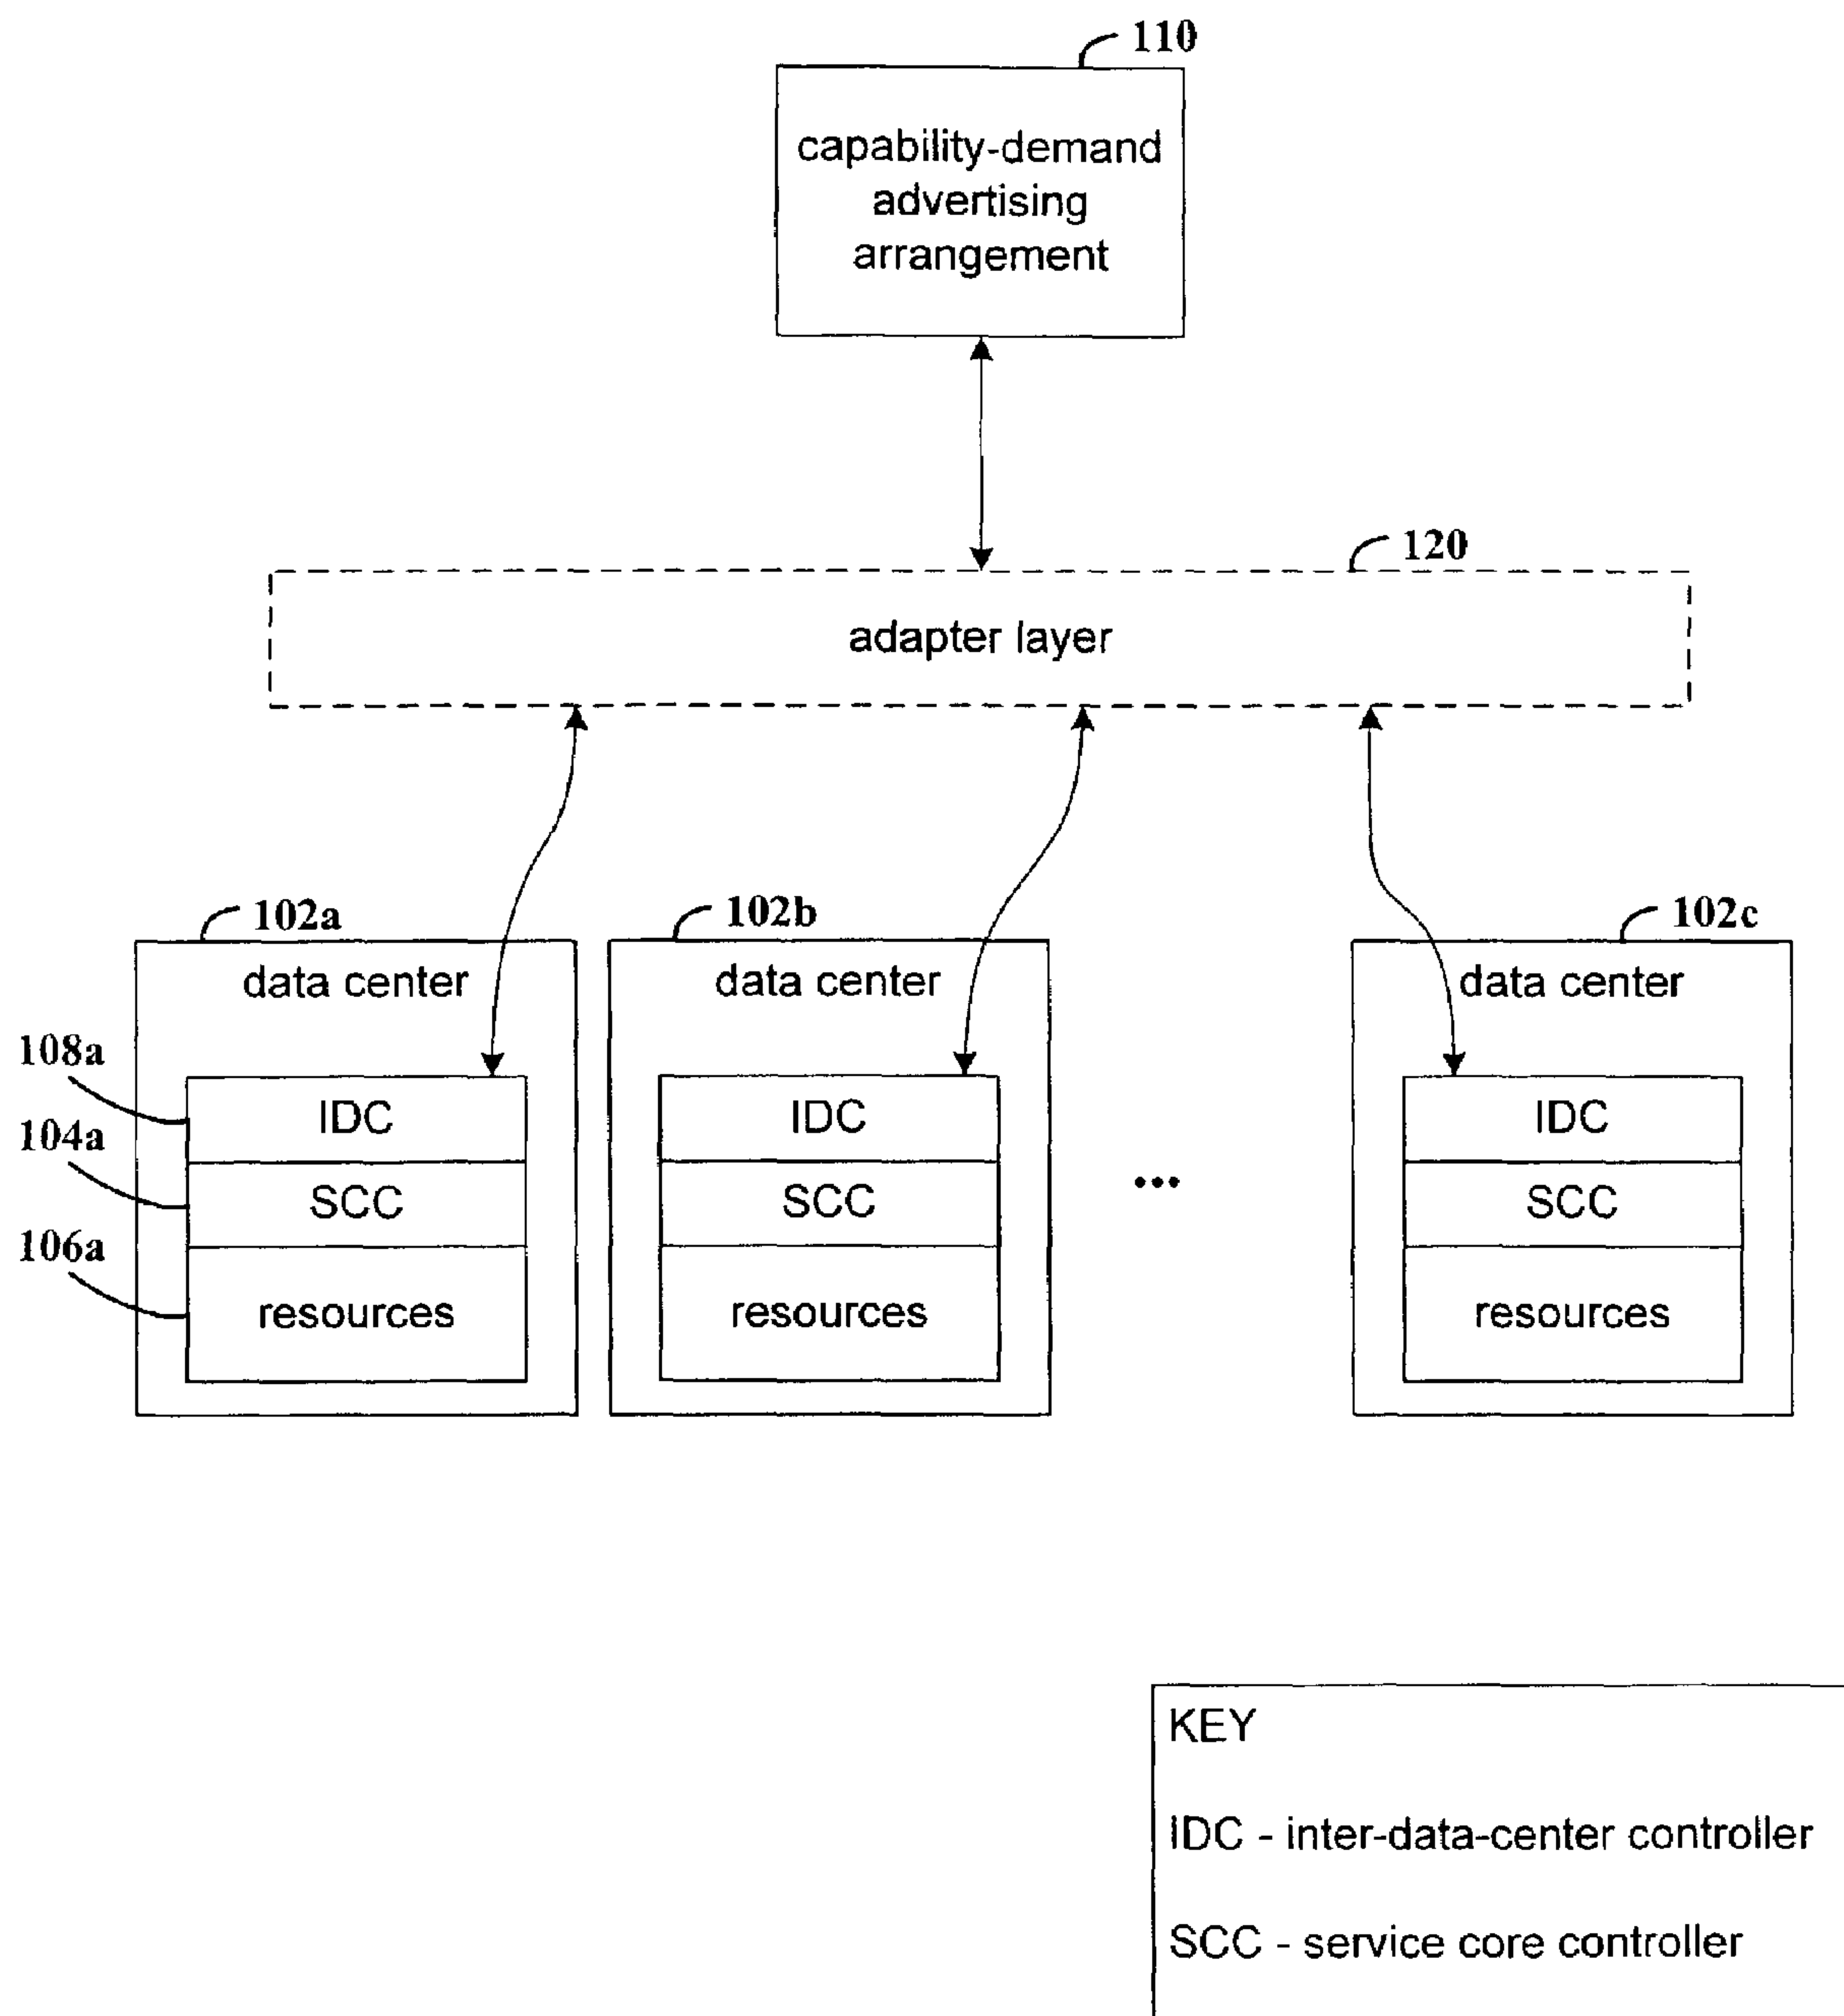 110
capability-demand
advertising
arrangement
120
adapter layer
102a
102b
102c
data center
data center
data center
108a
104a
106a
IDC
SCC
resources
IDC
SCC
resources
...
IDC
SCC
resources
KEY
IDC - inter-data-center controller
SCC - service core controller